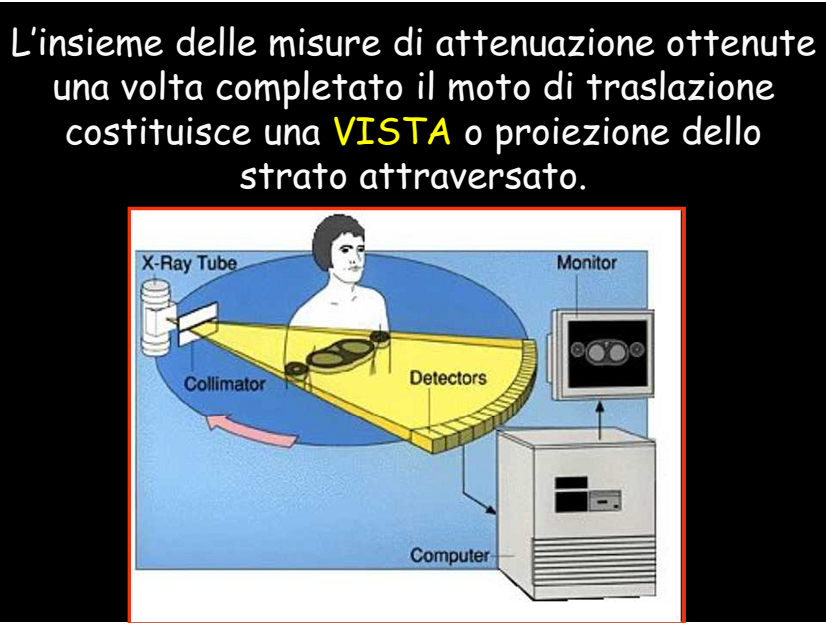 L'insieme delle misure di attenuazione ottenute
una volta completato il moto di traslazione
costituisce una VISTA o proiezione dello
strato attraversato.
X-Ray Tube
Monitor
Collimator
Detectors
Computer